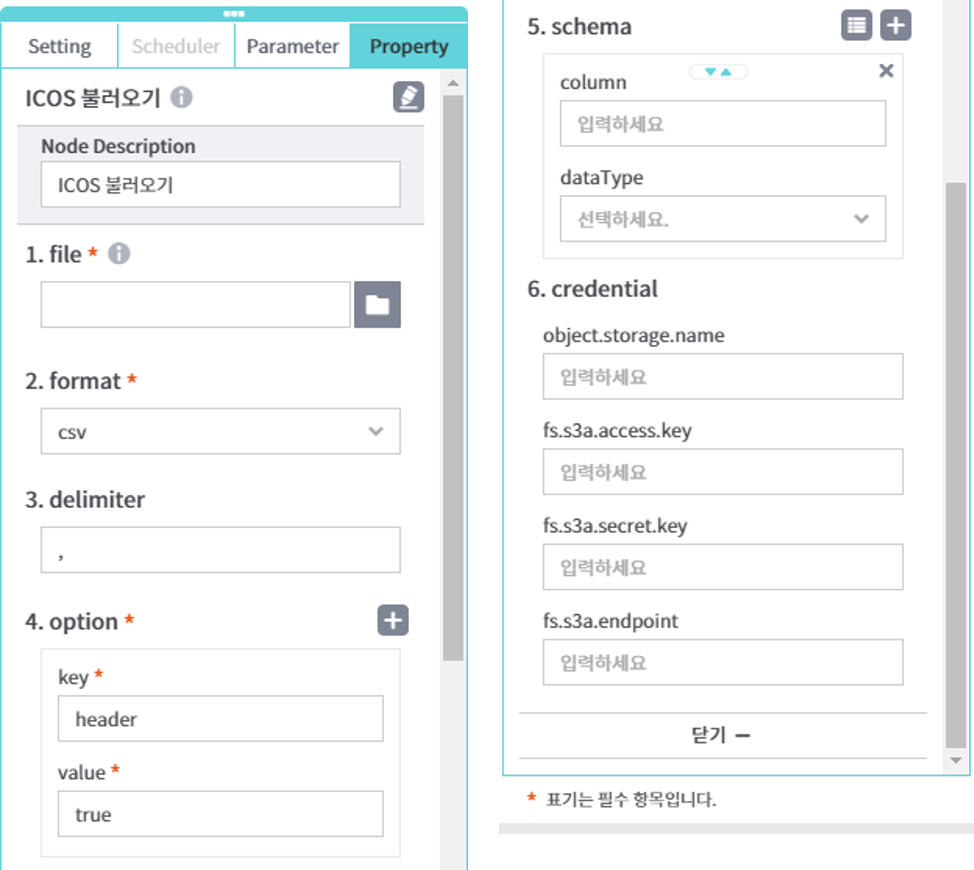 Setting
Scheduler
Parameter
Property
ICOS 불러오기
Node Description
ICOS 불러오기
1. file *
2. format *
csv
3. delimiter
,
4. option *
key *
header
value *
true
5. schema
column
입력하세요
dataType
선택하세요.
6. credential
object.storage.name
입력하세요
fs.s3a.access.key
입력하세요
fs.s3a.secret.key
입력하세요
fs.s3a.endpoint
입력하세요
닫기
* 표기는 필수 항목입니다.